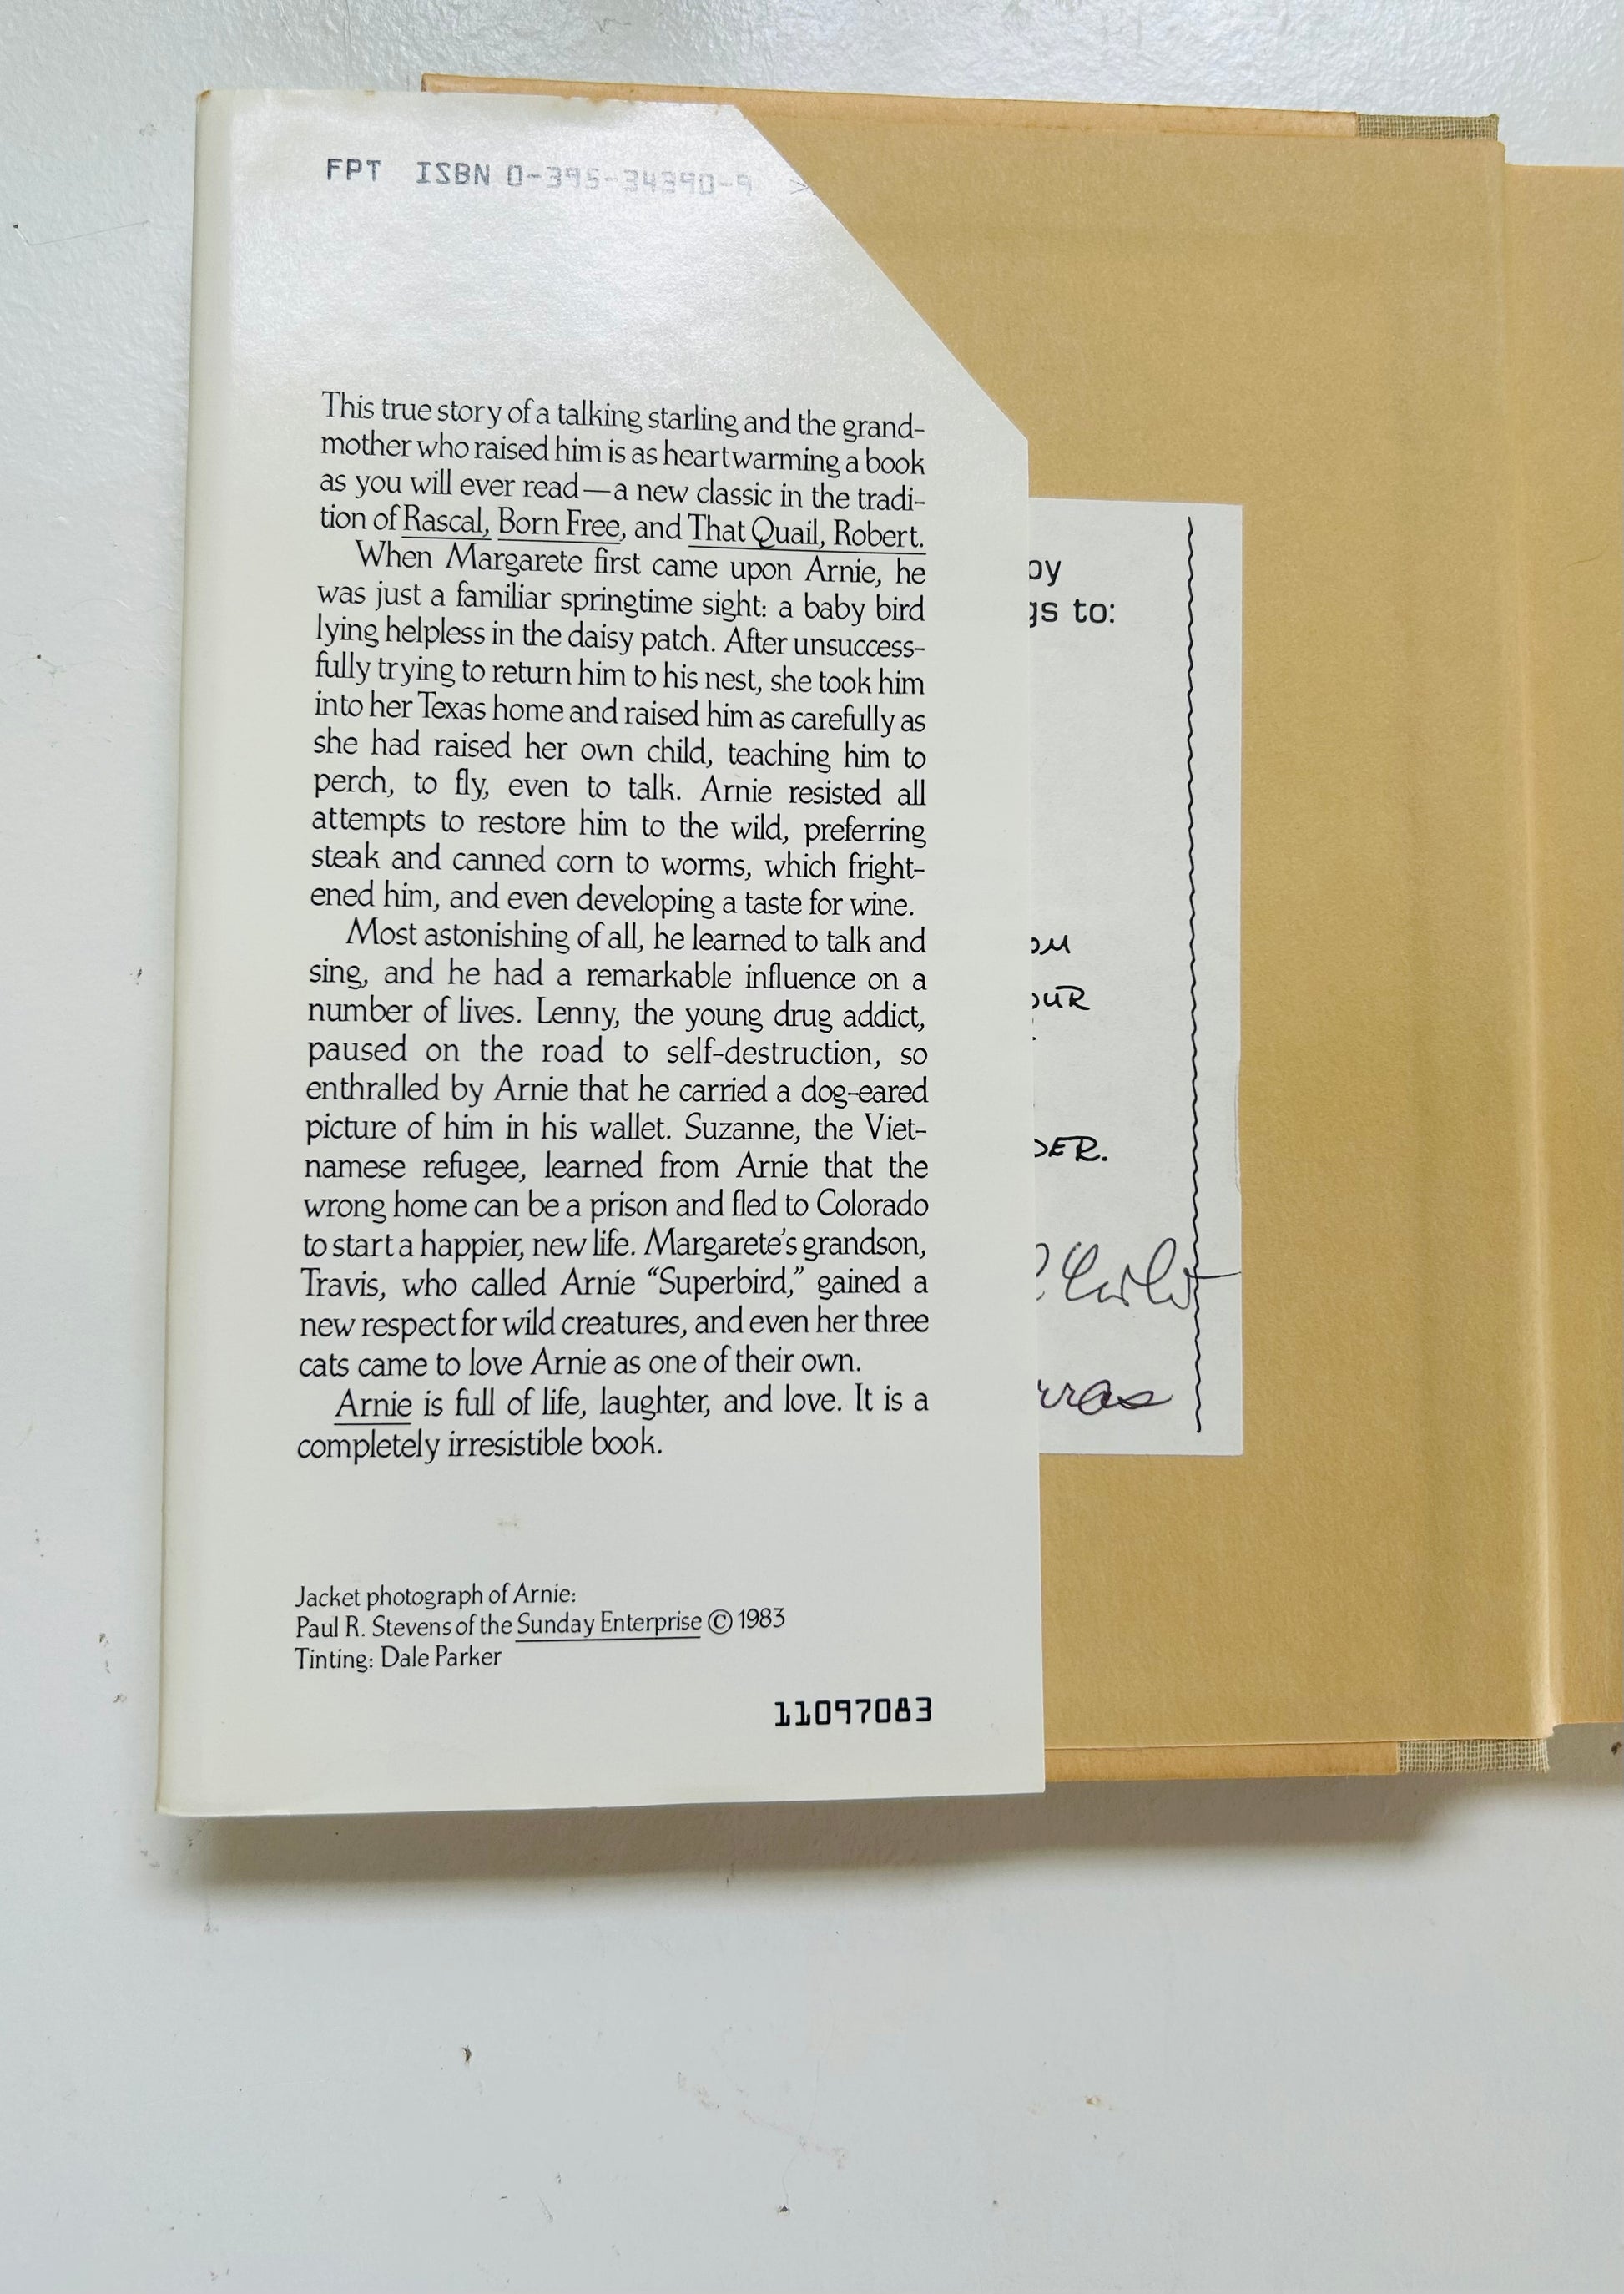 FPT ISBN 0-395-34390-9 >
This true story of a talking starling and the grand-
mother who raised him is as heartwarming a book
as you will ever read—a new classic in the tradi-
tion of Rascal, Born Free, and That Quail, Robert.
When Margarete first came upon Arnie, he
was just a familiar springtime sight: a baby bird
lying helpless in the daisy patch. After unsuccess-
fully trying to return him to his nest, she took him
into her Texas home and raised him as carefully as
she had raised her own child, teaching him to
perch, to fly, even to talk. Arnie resisted all
attempts to restore him to the wild, preferring
steak and canned corn to worms, which fright-
ened him, and even developing a taste for wine.
Most astonishing of all, he learned to talk and
sing, and he had a remarkable influence on a
number of lives. Lenny, the young drug addict,
paused on the road to self-destruction, so
enthralled by Arnie that he carried a dog-eared
picture of him in his wallet. Suzanne, the Viet-
namese refugee, learned from Arnie that the
wrong home can be a prison and fled to Colorado
to start a happier, new life. Margarete's grandson,
Travis, who called Arnie “Superbird,” gained a
new respect for wild creatures, and even her three
cats came to love Arnie as one of their own.
Arnie is full of life, laughter, and love. It is a
completely irresistible book.
Jacket photograph of Arnie:
Paul R. Stevens of the Sunday Enterprise © 1983
Tinting: Dale Parker
11097083
py
gs to:
OU
OUR
DER.